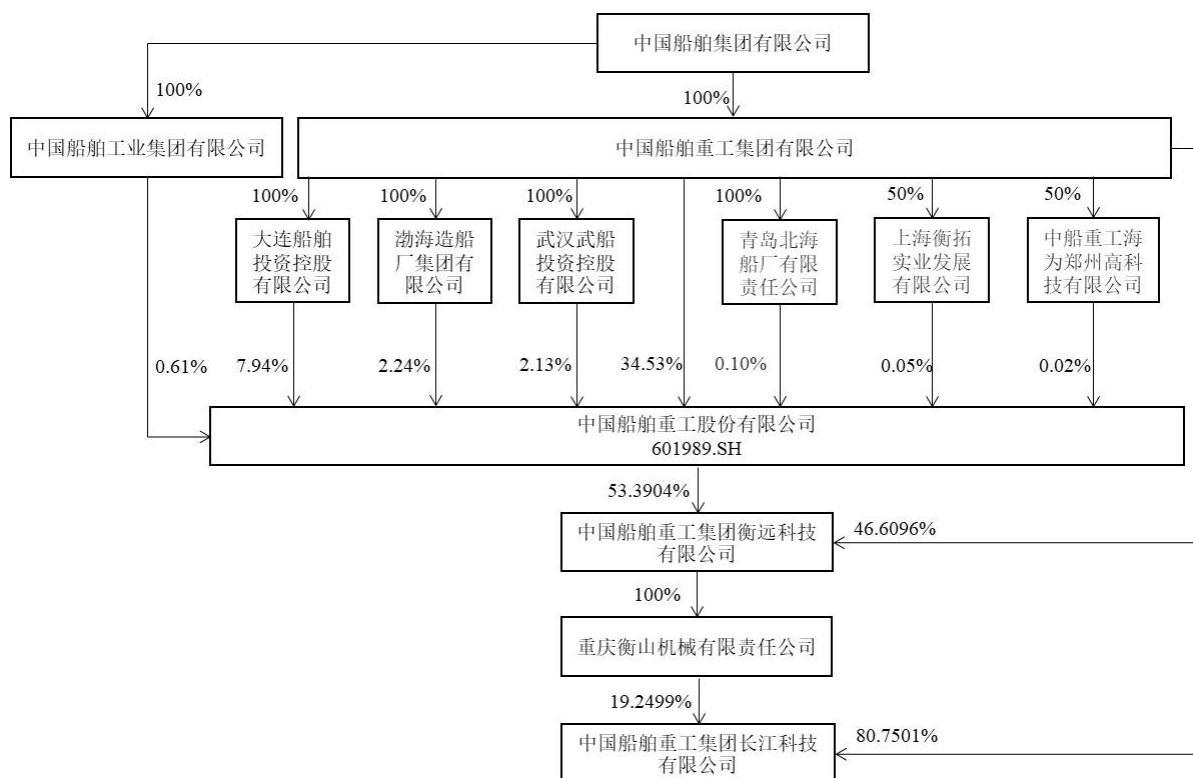 中国船舶集团有限公司
100%
100%
中国船舶工业集团有限公司
中国船舶重工集团有限公司
100%
100%
100%
100%
50%
50%
大连船舶
投资控股
有限公司
渤海造船
厂集团有
限公司
武汉武船
投资控股
有限公司
青岛北海
船厂有限
责任公司
上海衡拓
实业发展
有限公司
中船重工海
为郑州高科
技有限公司
0.61%
7.94%
2.24%
2.13%
34.53%
0.10%
0.05%
0.02%
中国船舶重工股份有限公司
601989.SH
53.3904%
中国船舶重工集团衡远科技
有限公司
46.6096%
100%
重庆衡山机械有限责任公司
19.2499%
中国船舶重工集团长江科技
有限公司
80.7501%